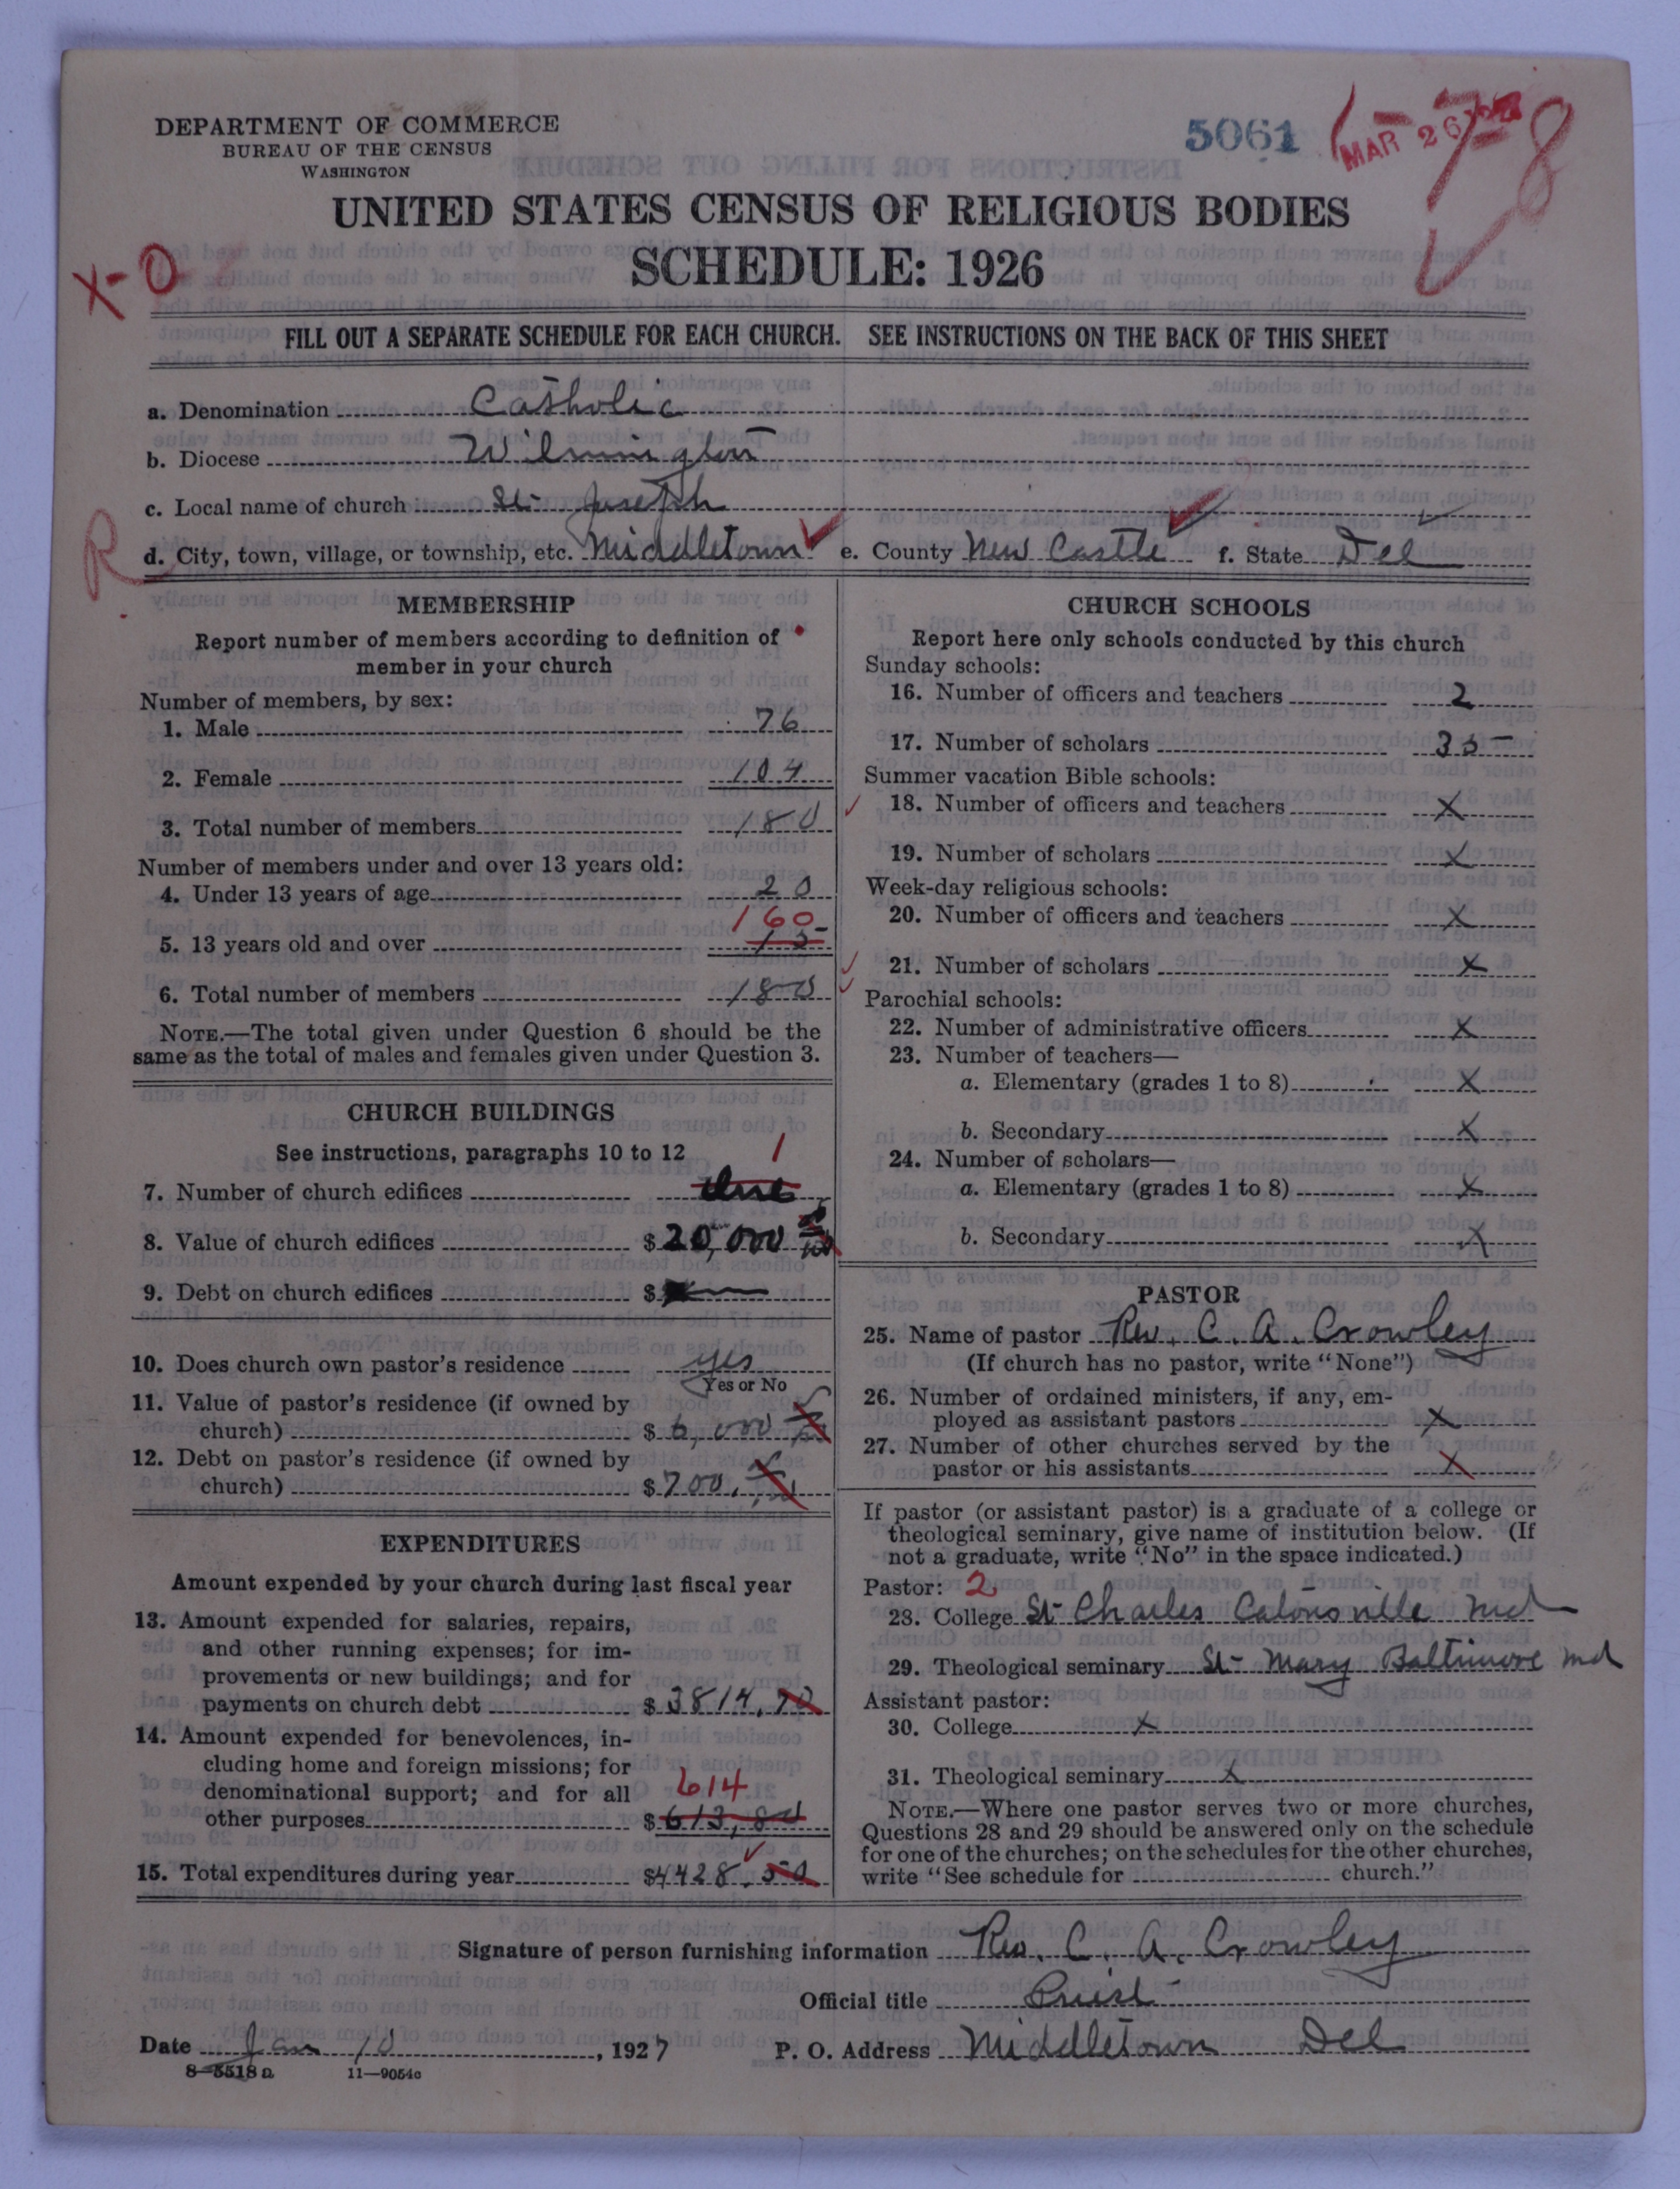 DEPARTMENT OF COMMERCE
BUREAU OF THE CENSUS
WASHINGTON
5061
MAR 26
8
UNITED STATES CENSUS OF RELIGIOUS BODIES
SCHEDULE: 1926
X-0
FILL OUT A SEPARATE SCHEDULE FOR EACH CHURCH. SEE INSTRUCTIONS ON THE BACK OF THIS SHEET
a. Denomination Catholic
b. Diocese Wilmington
c. Local name of church St- Joseph
R
d. City, town, village, or township, etc. Middletown e. County New Castle f. State Del
MEMBERSHIP
Report number of members according to definition of member in your church
Number of members, by sex:
1. Male 76
2. Female 104
3. Total number of members 180
Number of members under and over 13 years old:
4. Under 13 years of age 20
160
5. 13 years old and over 15
6. Total number of members 180
NOTE.—The total given under Question 6 should be the
same as the total of males and females given under Question 3.
CHURCH BUILDINGS
See instructions, paragraphs 10 to 12
1
7. Number of church edifices One
8. Value of church edifices $ 20,000
9. Debt on church edifices $ —
10. Does church own pastor's residence yes
Yes or No
11. Value of pastor's residence (if owned by
church) $ 6,000
12. Debt on pastor's residence (if owned by
church) $ 700.
EXPENDITURES
Amount expended by your church during last fiscal year
13. Amount expended for salaries, repairs,
and other running expenses; for im-
provements or new buildings; and for
payments on church debt $ 3814.70
14. Amount expended for benevolences, in-
cluding home and foreign missions; for
denominational support; and for all
614
other purposes $ 613,80
15. Total expenditures during year $4428.50
CHURCH SCHOOLS
Report here only schools conducted by this church
Sunday schools:
16. Number of officers and teachers 2
17. Number of scholars 35
Summer vacation Bible schools:
18. Number of officers and teachers X
19. Number of scholars X
Week-day religious schools:
20. Number of officers and teachers X
21. Number of scholars X
Parochial schools:
22. Number of administrative officers X
23. Number of teachers—
a. Elementary (grades 1 to 8) X
b. Secondary X
24. Number of scholars—
a. Elementary (grades 1 to 8) X
b. Secondary X
PASTOR
25. Name of pastor Rev. C. A. Crowley
(If church has no pastor, write "None")
26. Number of ordained ministers, if any, em-
ployed as assistant pastors X
27. Number of other churches served by the
pastor or his assistants X
If pastor (or assistant pastor) is a graduate of a college or
theological seminary, give name of institution below. (If
not a graduate, write "No" in the space indicated.)
Pastor: 2
28. College St- Charles Catonsville Md
29. Theological seminary St- Mary Baltimore Md
Assistant pastor:
30. College X
31. Theological seminary X
NOTE.—Where one pastor serves two or more churches,
Questions 28 and 29 should be answered only on the schedule
for one of the churches; on the schedules for the other churches,
write "See schedule for church."
Signature of person furnishing information Rev. C. A. Crowley
Official title Priest
Date Jan 10, 1927 P. O. Address Middletown Del
8-5518a 11—9054c